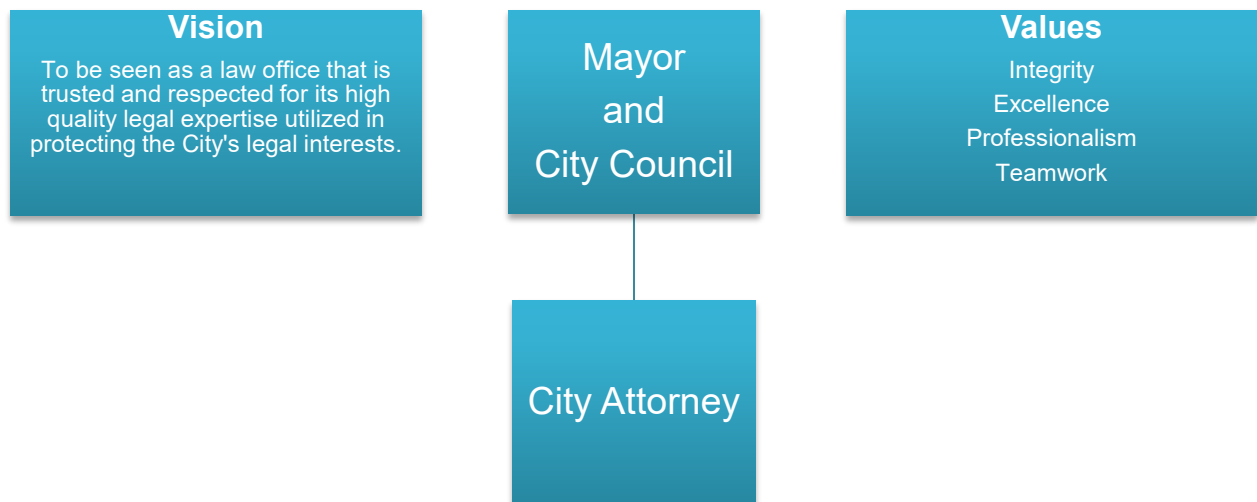 Vision
To be seen as a law office that is
trusted and respected for its high
quality legal expertise utilized in
protecting the City's legal interests.
Mayor
and
City Council
Values
Integrity
Excellence
Professionalism
Teamwork
City Attorney